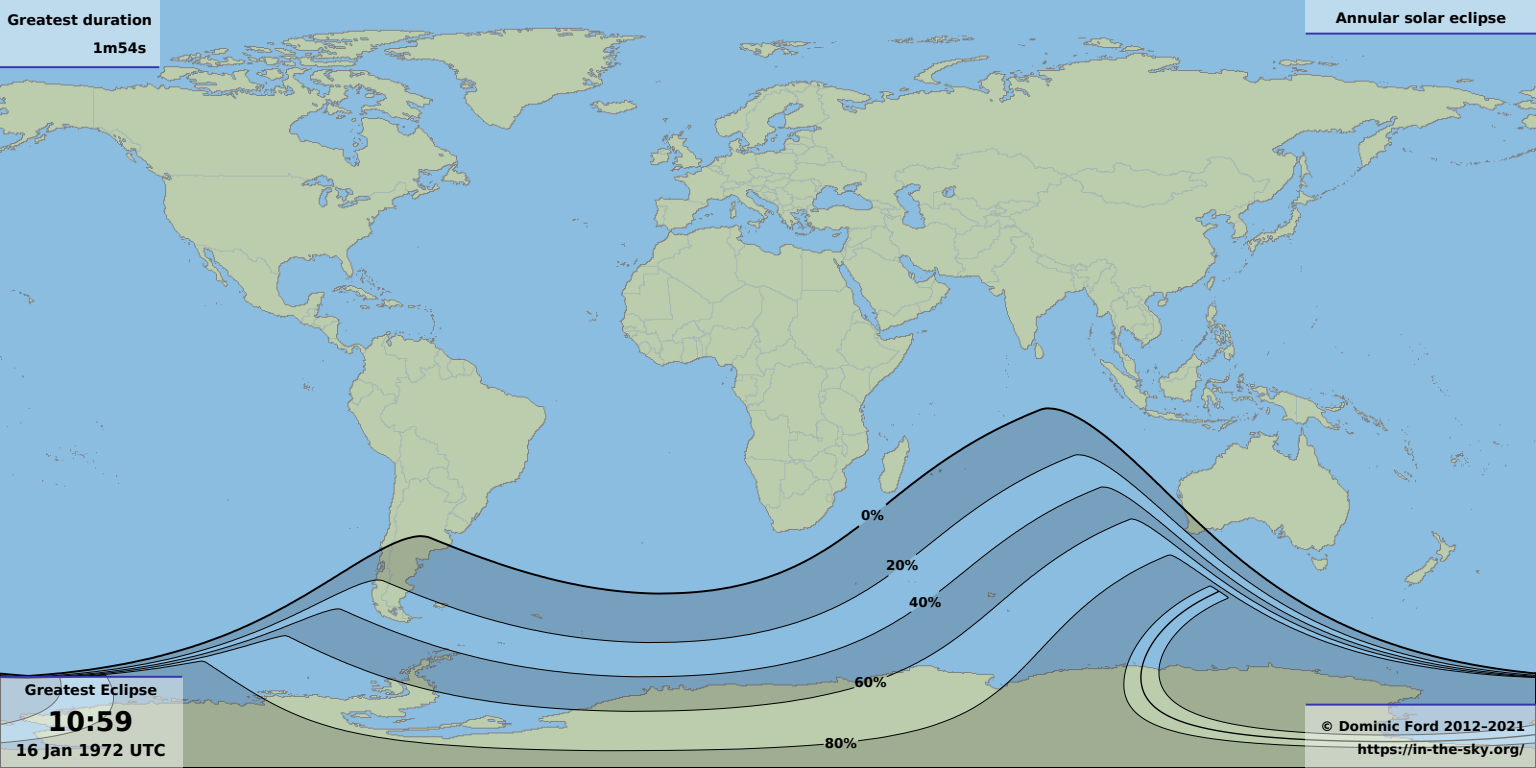 Greatest duration
1m54s
Annular solar eclipse
0%
20%
40%
60%
80%
Greatest Eclipse
10:59
16 Jan 1972 UTC
© Dominic Ford 2012–2021
https://in-the-sky.org/